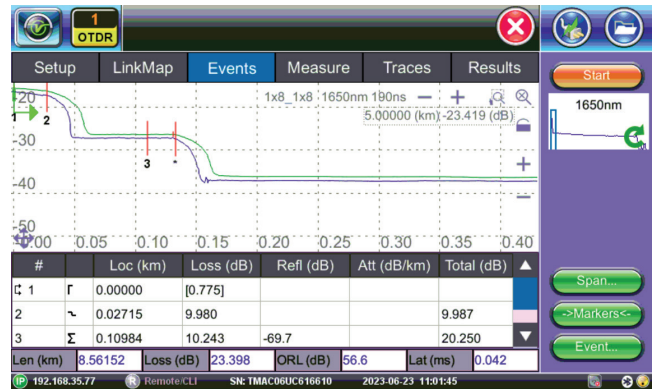 1
OTDR
Setup LinkMap Events Measure Traces Results
Start
-20 1x8_1x8 1650nm 190ns
5.00000 (km) -23.419 (dB)
1650nm
1 2
-30
3 *
-40
-50
0.00 0.05 0.10 0.15 0.20 0.25 0.30 0.35 0.40
# Loc (km) Loss (dB) Refl (dB) Att (dB/km) Total (dB)
1 0.00000 [0.775]
2 0.02715 9.980 9.987
3 Σ 0.10984 10.243 -69.7 20.250
Span...
->Markers<-
Event...
Len (km) 8.56152 Loss (dB) 23.398 ORL (dB) 56.6 Lat (ms) 0.042
IP 192.168.35.77 R Remote/CLI SN: TMAC06UC616610 2023-06-23 11:01:45